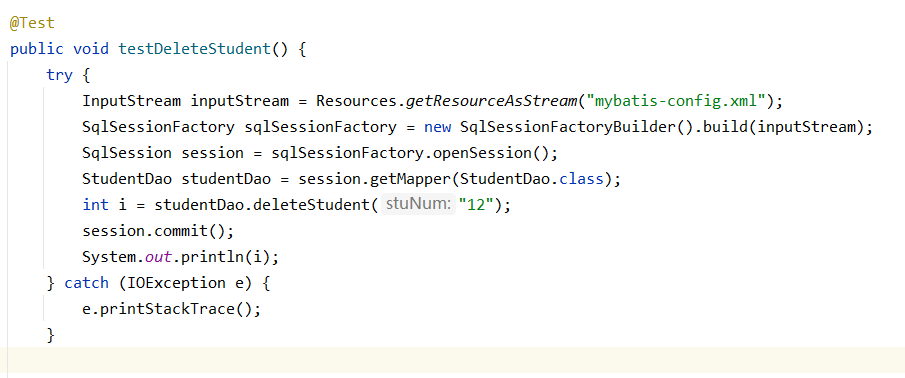 @Test
public void testDeleteStudent() {
    try {
        InputStream inputStream = Resources.getResourceAsStream("mybatis-config.xml");
        SqlSessionFactory sqlSessionFactory = new SqlSessionFactoryBuilder().build(inputStream);
        SqlSession session = sqlSessionFactory.openSession();
        StudentDao studentDao = session.getMapper(StudentDao.class);
        int i = studentDao.deleteStudent( stuNum: "12");
        session.commit();
        System.out.println(i);
    } catch (IOException e) {
        e.printStackTrace();
    }